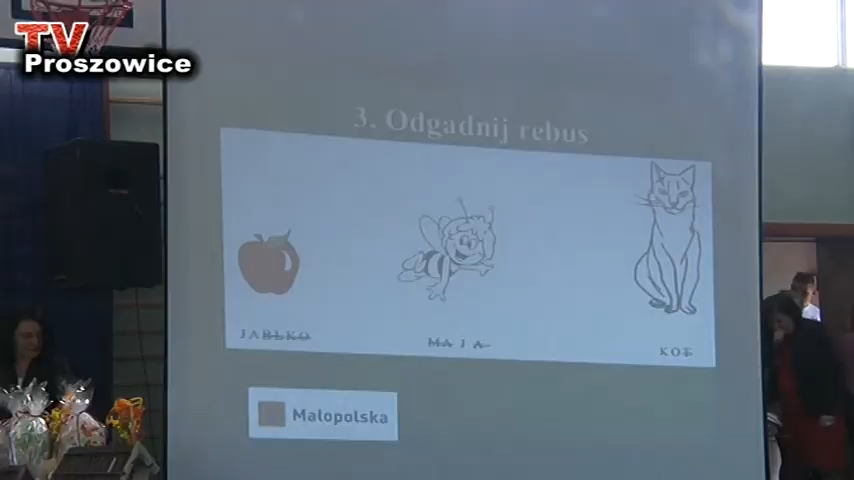 TV
Proszowice
3. Odgadnij rebus
JABŁKO
MAJA
KOT
Małopolska